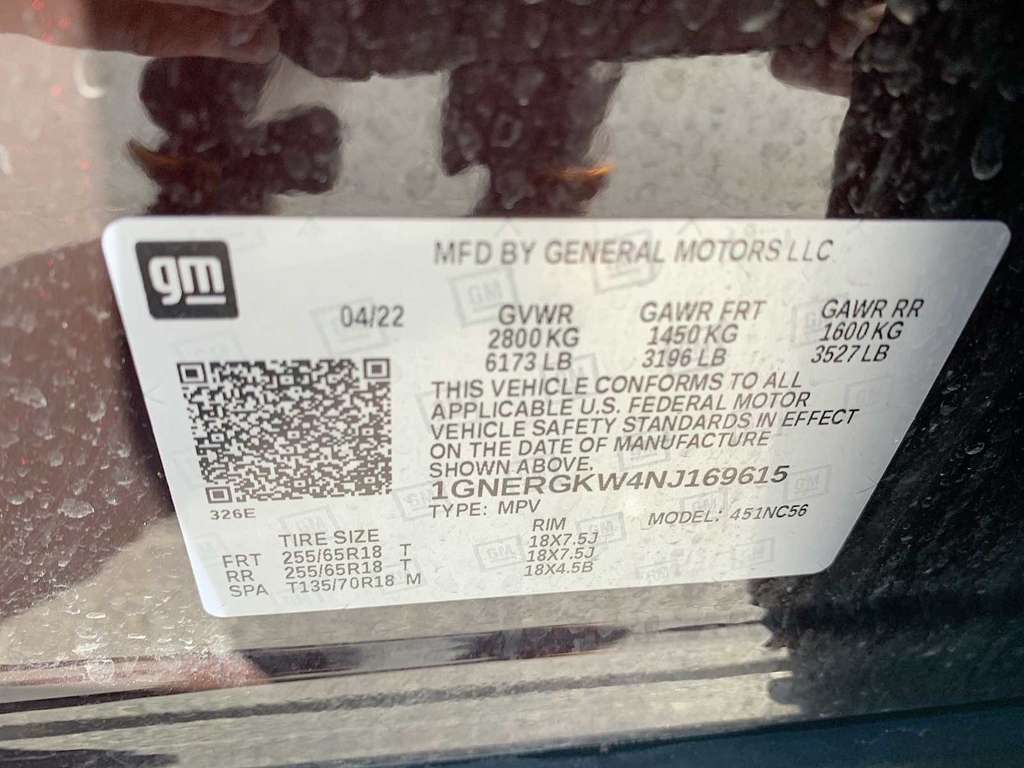 gm
MFD BY GENERAL MOTORS LLC
04/22 GVWR GAWR FRT GAWR RR
2800 KG 1450 KG 1600 KG
6173 LB 3196 LB 3527 LB
THIS VEHICLE CONFORMS TO ALL
APPLICABLE U.S. FEDERAL MOTOR
VEHICLE SAFETY STANDARDS IN EFFECT
ON THE DATE OF MANUFACTURE
SHOWN ABOVE.
1GNERGKW4NJ169615
TYPE: MPV MODEL: 451NC56
326E
TIRE SIZE RIM
FRT 255/65R18 T 18X7.5J
RR 255/65R18 T 18X7.5J
SPA T135/70R18 M 18X4.5B